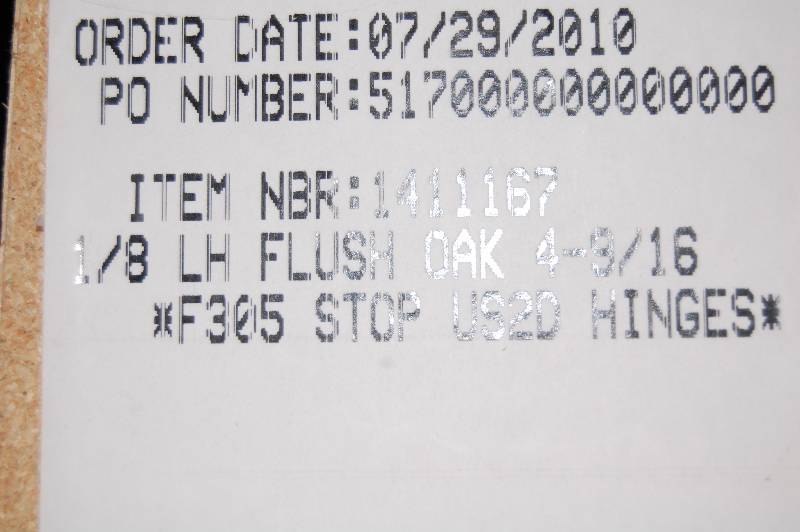 ORDER DATE:07/29/2010
PO NUMBER:517000000000000
ITEM NBR:1411167
1/8 LH FLUSH OAK 4-9/16
*F305 STOP US2D HINGES*